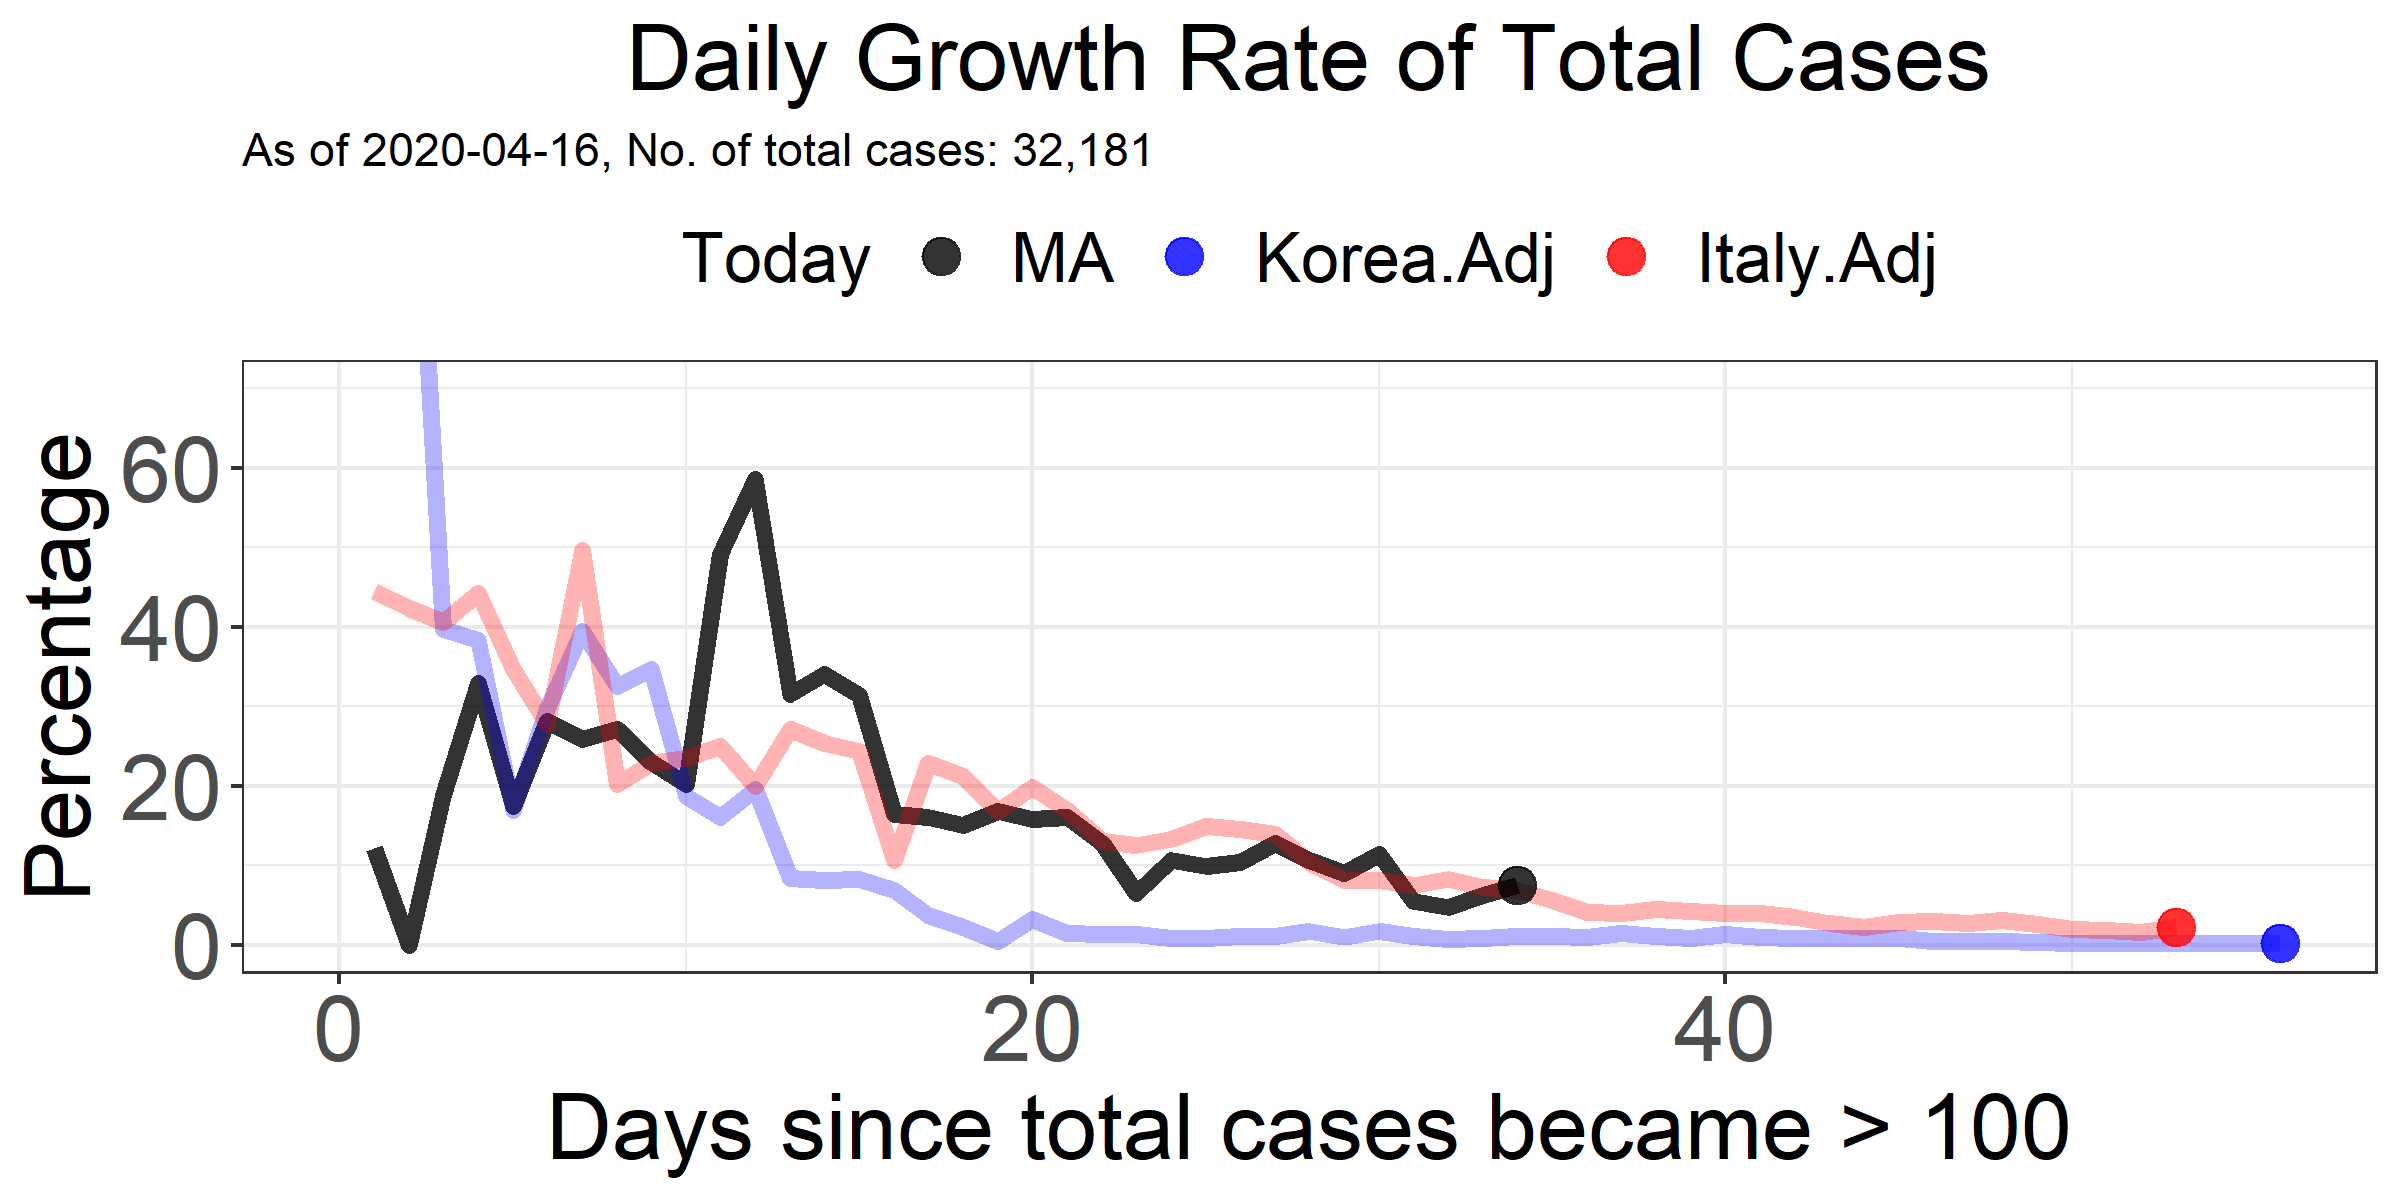 Daily Growth Rate of Total Cases
As of 2020-04-16, No. of total cases: 32,181
Today MA Korea.Adj Italy.Adj
Percentage
60
40
20
0
0 20 40
Days since total cases became > 100